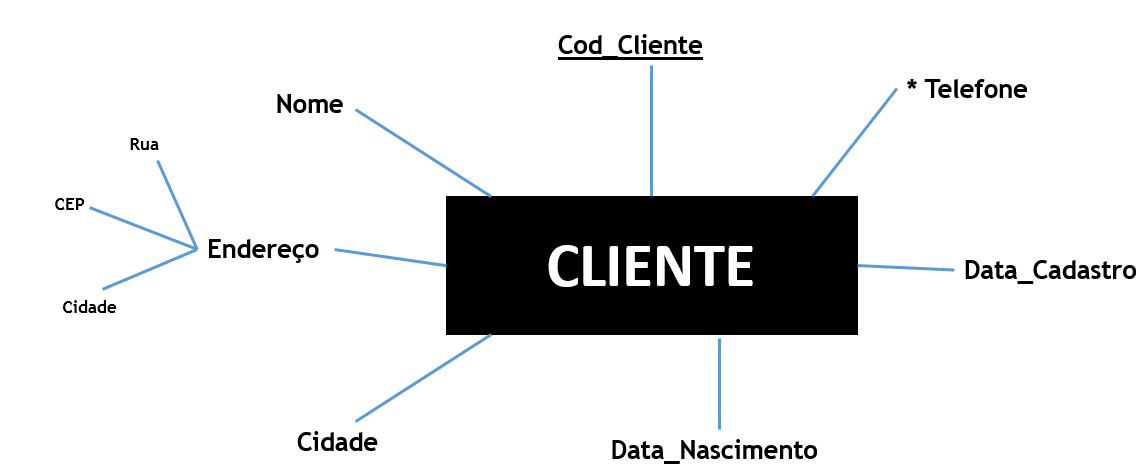 Cod_Cliente
* Telefone
Nome
Rua
CEP
Endereço
CLIENTE
Data_Cadastro
Cidade
Cidade
Data_Nascimento